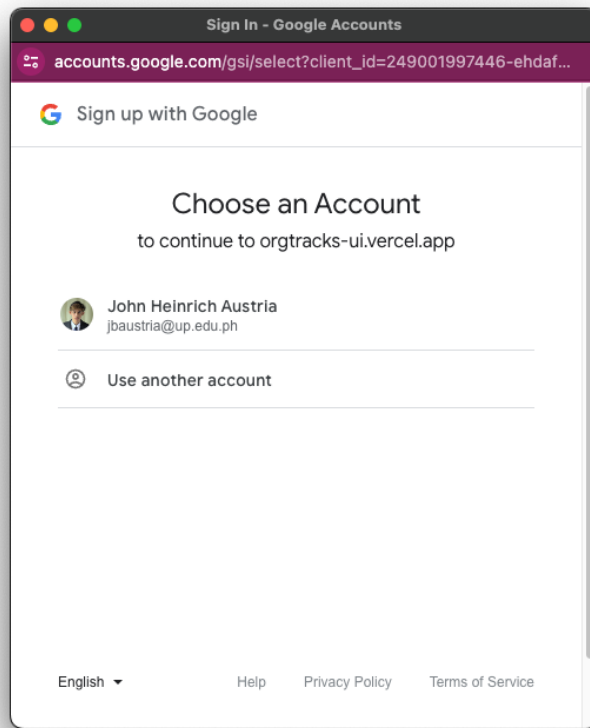 Sign In - Google Accounts
accounts.google.com/gsi/select?client_id=249001997446-ehdaf...
Sign up with Google
Choose an Account
to continue to orgtracks-ui.vercel.app
John Heinrich Austria
jbaustria@up.edu.ph
Use another account
English Help Privacy Policy Terms of Service